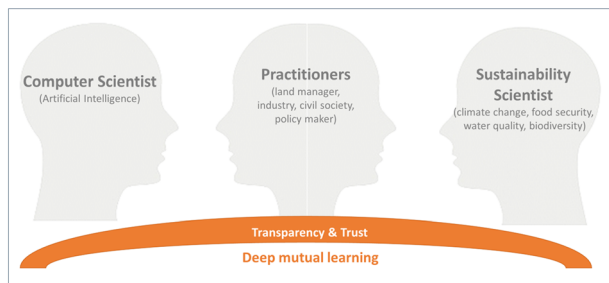 Computer Scientist
(Artificial Intelligence)
Practitioners
(land manager,
industry, civil society,
policy maker)
Sustainability
Scientist
(climate change, food security,
water quality, biodiversity)
Transparency & Trust
Deep mutual learning